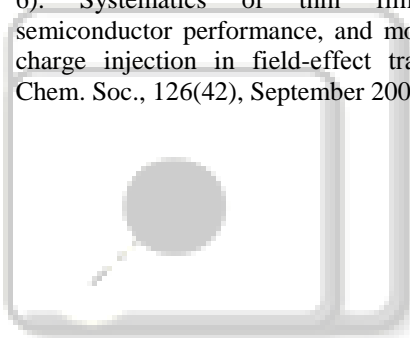 6). Systematics of thin film
semiconductor performance, and mo
charge injection in field-effect tra
Chem. Soc., 126(42), September 200